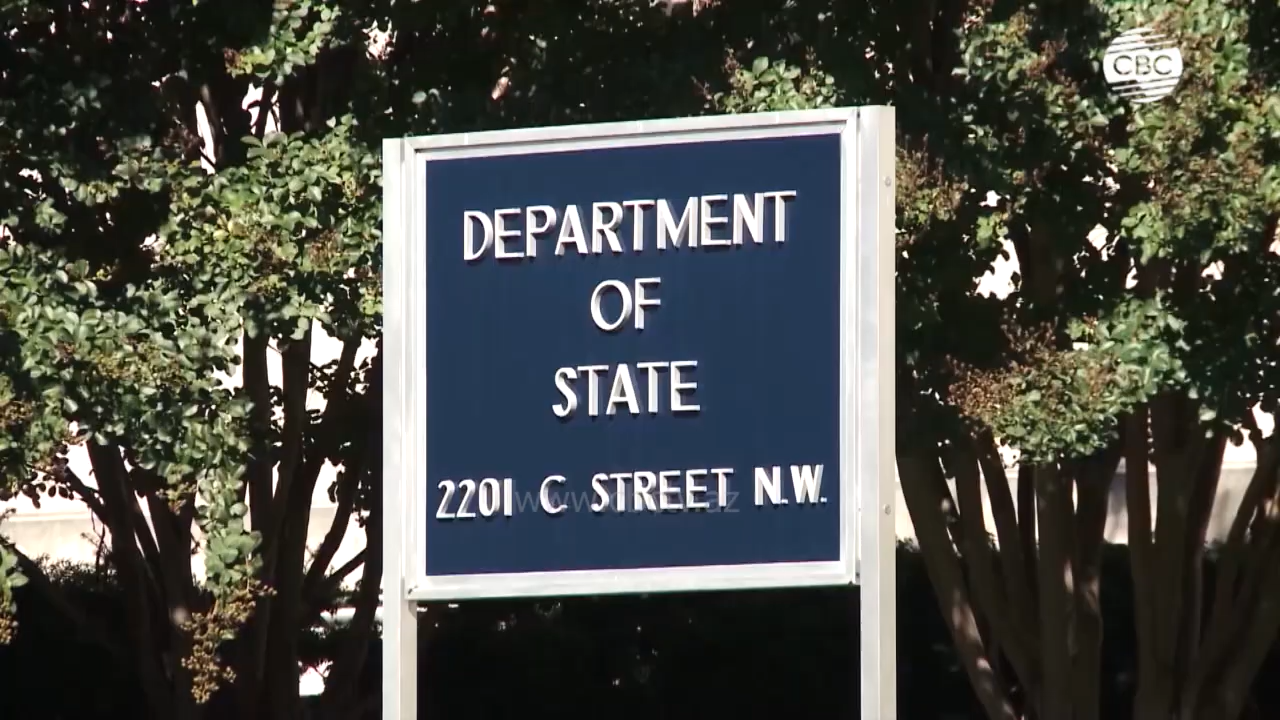 CBC
DEPARTMENT
OF
STATE
2201 C STREET N.W.